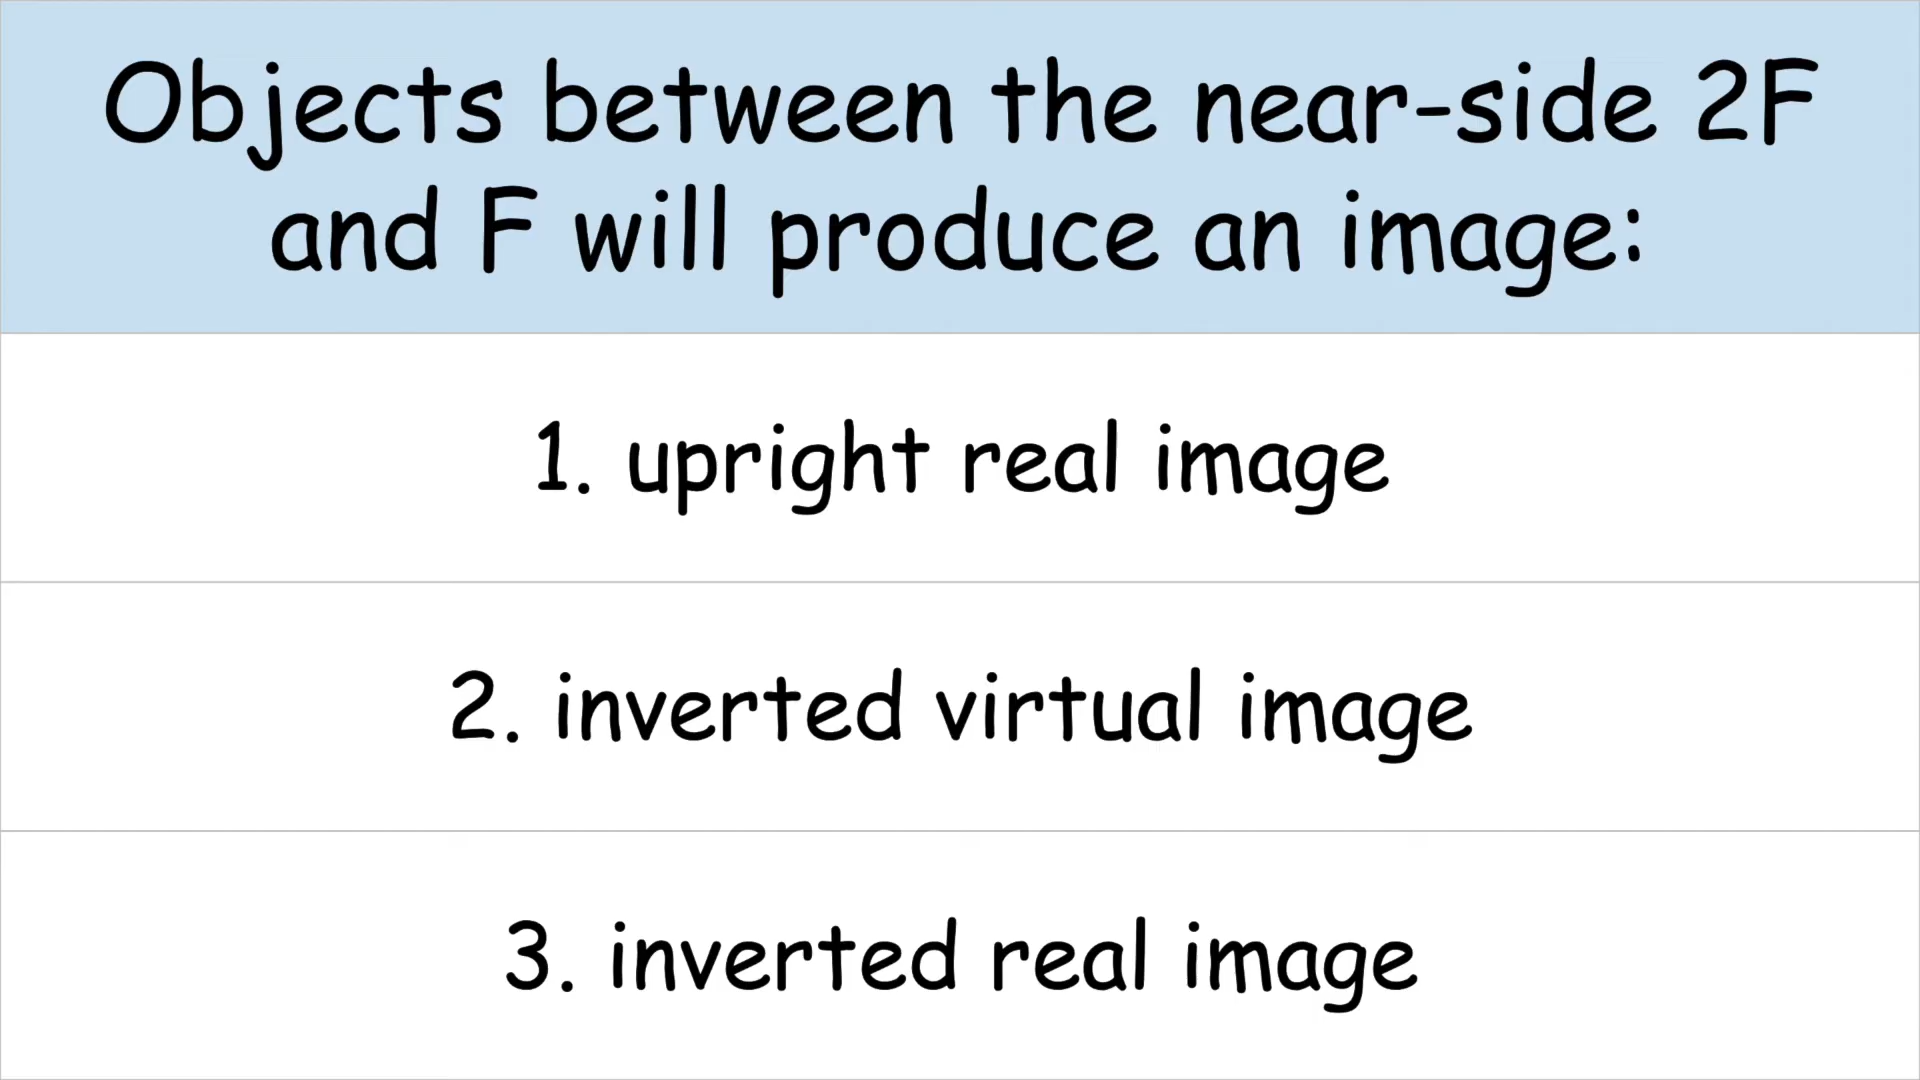 Objects between the near-side 2F
and F will produce an image:
1. upright real image
2. inverted virtual image
3. inverted real image